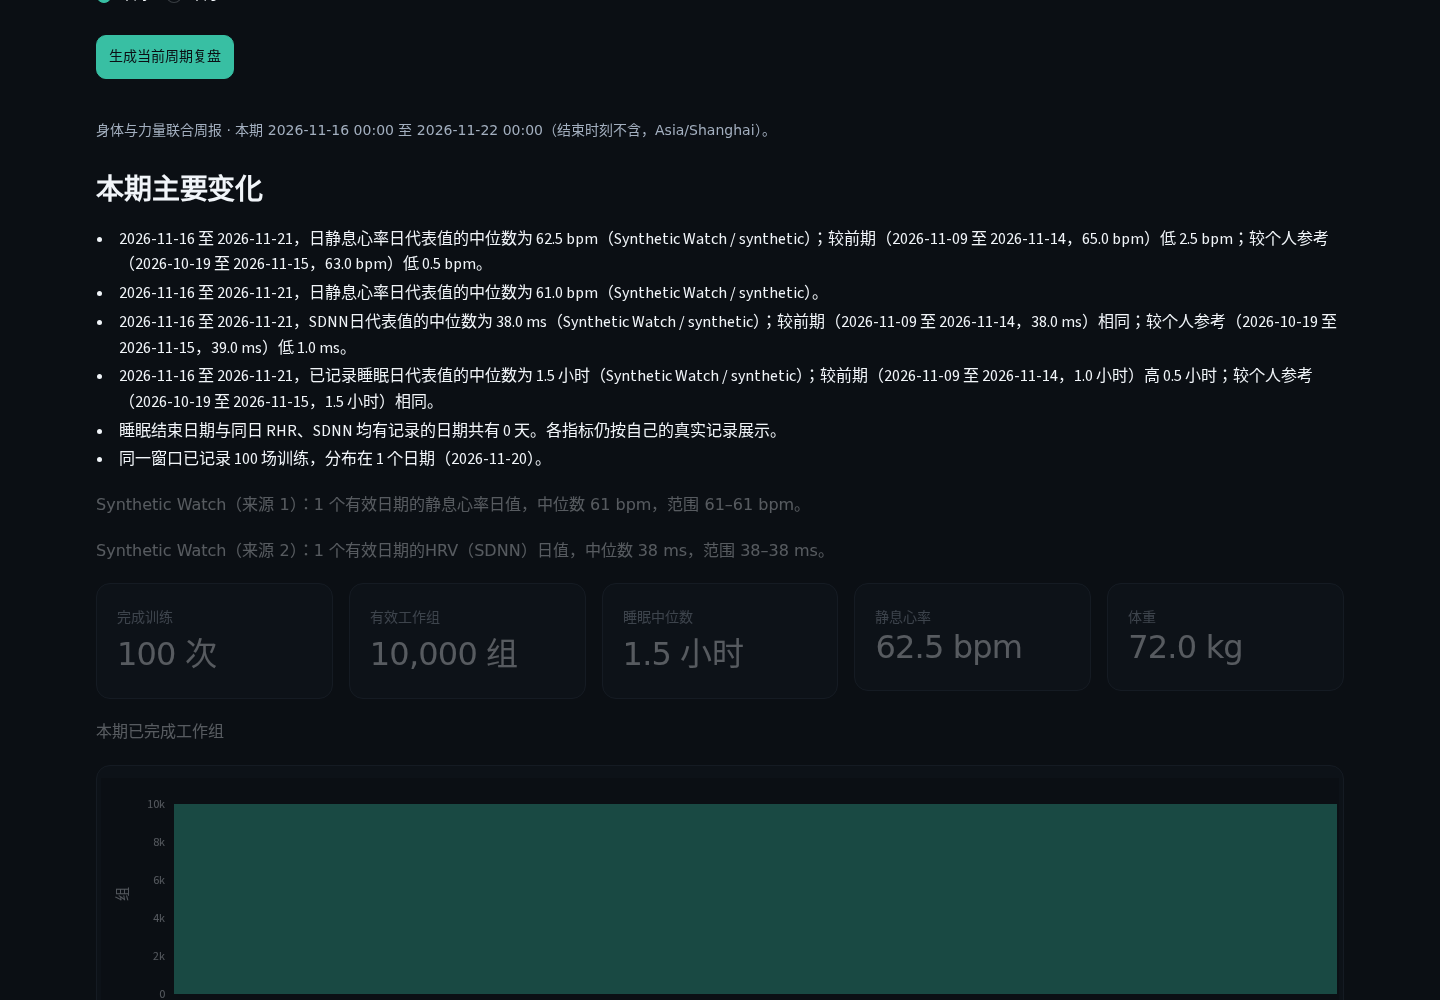 生成当前周期复盘
身体与力量联合周报 · 本期 2026-11-16 00:00 至 2026-11-22 00:00（结束时刻不含，Asia/Shanghai）。
本期主要变化
• 2026-11-16 至 2026-11-21，日静息心率日代表值的中位数为 62.5 bpm（Synthetic Watch / synthetic）；较前期（2026-11-09 至 2026-11-14，65.0 bpm）低 2.5 bpm；较个人参考
（2026-10-19 至 2026-11-15，63.0 bpm）低 0.5 bpm。
• 2026-11-16 至 2026-11-21，日静息心率日代表值的中位数为 61.0 bpm（Synthetic Watch / synthetic）。
• 2026-11-16 至 2026-11-21，SDNN日代表值的中位数为 38.0 ms（Synthetic Watch / synthetic）；较前期（2026-11-09 至 2026-11-14，38.0 ms）相同；较个人参考（2026-10-19 至
2026-11-15，39.0 ms）低 1.0 ms。
• 2026-11-16 至 2026-11-21，已记录睡眠日代表值的中位数为 1.5 小时（Synthetic Watch / synthetic）；较前期（2026-11-09 至 2026-11-14，1.0 小时）高 0.5 小时；较个人参考
（2026-10-19 至 2026-11-15，1.5 小时）相同。
• 睡眠结束日期与同日 RHR、SDNN 均有记录的日期共有 0 天。各指标仍按自己的真实记录展示。
• 同一窗口已记录 100 场训练，分布在 1 个日期（2026-11-20）。
Synthetic Watch（来源 1）：1 个有效日期的静息心率日值，中位数 61 bpm，范围 61–61 bpm。
Synthetic Watch（来源 2）：1 个有效日期的HRV（SDNN）日值，中位数 38 ms，范围 38–38 ms。
完成训练
100 次
有效工作组
10,000 组
睡眠中位数
1.5 小时
静息心率
62.5 bpm
体重
72.0 kg
本期已完成工作组
10k
8k
6k
4k
2k
0
组